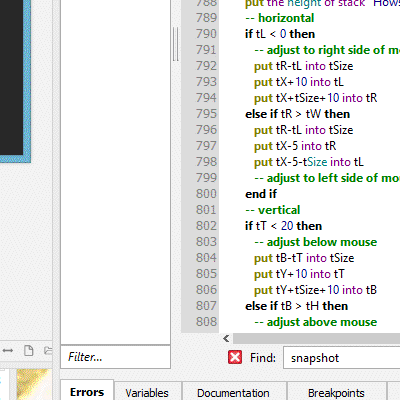 788 put the height of stack "How
789 -- horizontal
790 if tL < 0 then
791 -- adjust to right side of mo
792 put tR-tL into tSize
793 put tX+10 into tL
794 put tX+tSize+10 into tR
795 else if tR > tW then
796 put tR-tL into tSize
797 put tX-5 into tR
798 put tX-5-tSize into tL
799 -- adjust to left side of mou
800 end if
801 -- vertical
802 if tT < 20 then
803 -- adjust below mouse
804 put tB-tT into tSize
805 put tY+10 into tT
806 put tY+tSize+10 into tB
807 else if tB > tH then
808 -- adjust above mouse
Filter...
Find: snapshot
Errors Variables Documentation Breakpoints